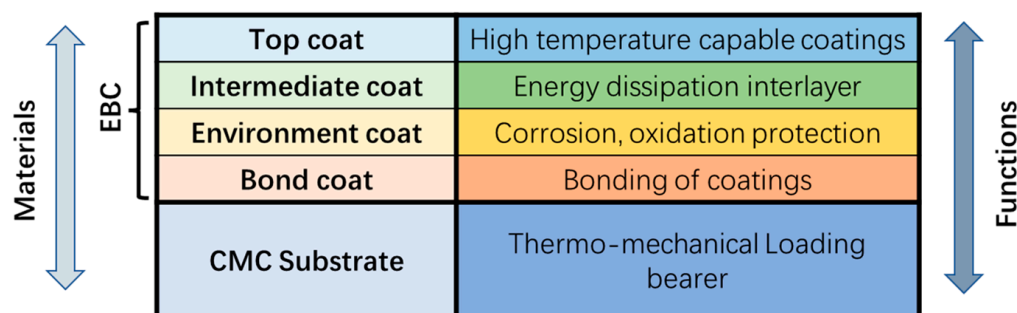 Materials
EBC
Top coat
High temperature capable coatings
Intermediate coat
Energy dissipation interlayer
Environment coat
Corrosion, oxidation protection
Bond coat
Bonding of coatings
CMC Substrate
Thermo-mechanical Loading
bearer
Functions